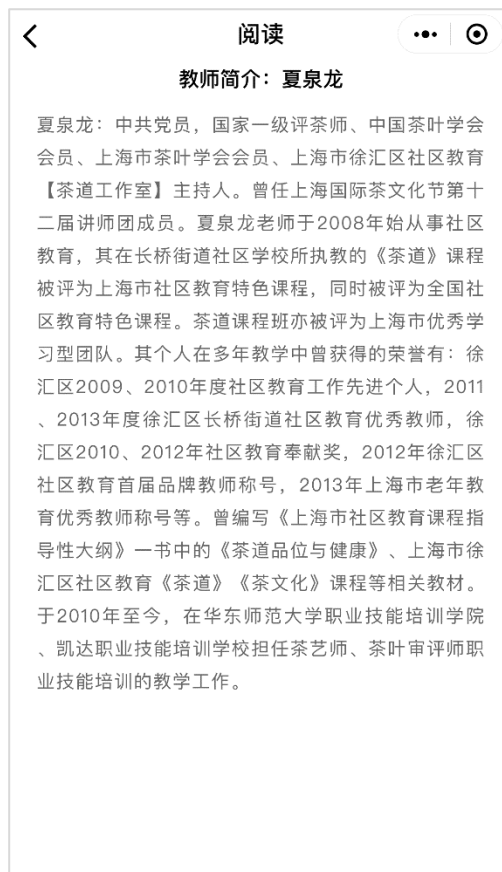 阅读
教师简介：夏泉龙
夏泉龙：中共党员，国家一级评茶师、中国茶叶学会
会员、上海市茶叶学会会员、上海市徐汇区社区教育
【茶道工作室】主持人。曾任上海国际茶文化节第十
二届讲师团成员。夏泉龙老师于2008年始从事社区
教育，其在长桥街道社区学校所执教的《茶道》课程
被评为上海市社区教育特色课程，同时被评为全国社
区教育特色课程。茶道课程班亦被评为上海市优秀学
习型团队。其个人在多年教学中曾获得的荣誉有：徐
汇区2009、2010年度社区教育工作先进个人，2011
、2013年度徐汇区长桥街道社区教育优秀教师，徐
汇区2010、2012年社区教育奉献奖，2012年徐汇区
社区教育首届品牌教师称号，2013年上海市老年教
育优秀教师称号等。曾编写《上海市社区教育课程指
导性大纲》一书中的《茶道品位与健康》、上海市徐
汇区社区教育《茶道》《茶文化》课程等相关教材。
于2010年至今，在华东师范大学职业技能培训学院
、凯达职业技能培训学校担任茶艺师、茶叶审评师职
业技能培训的教学工作。